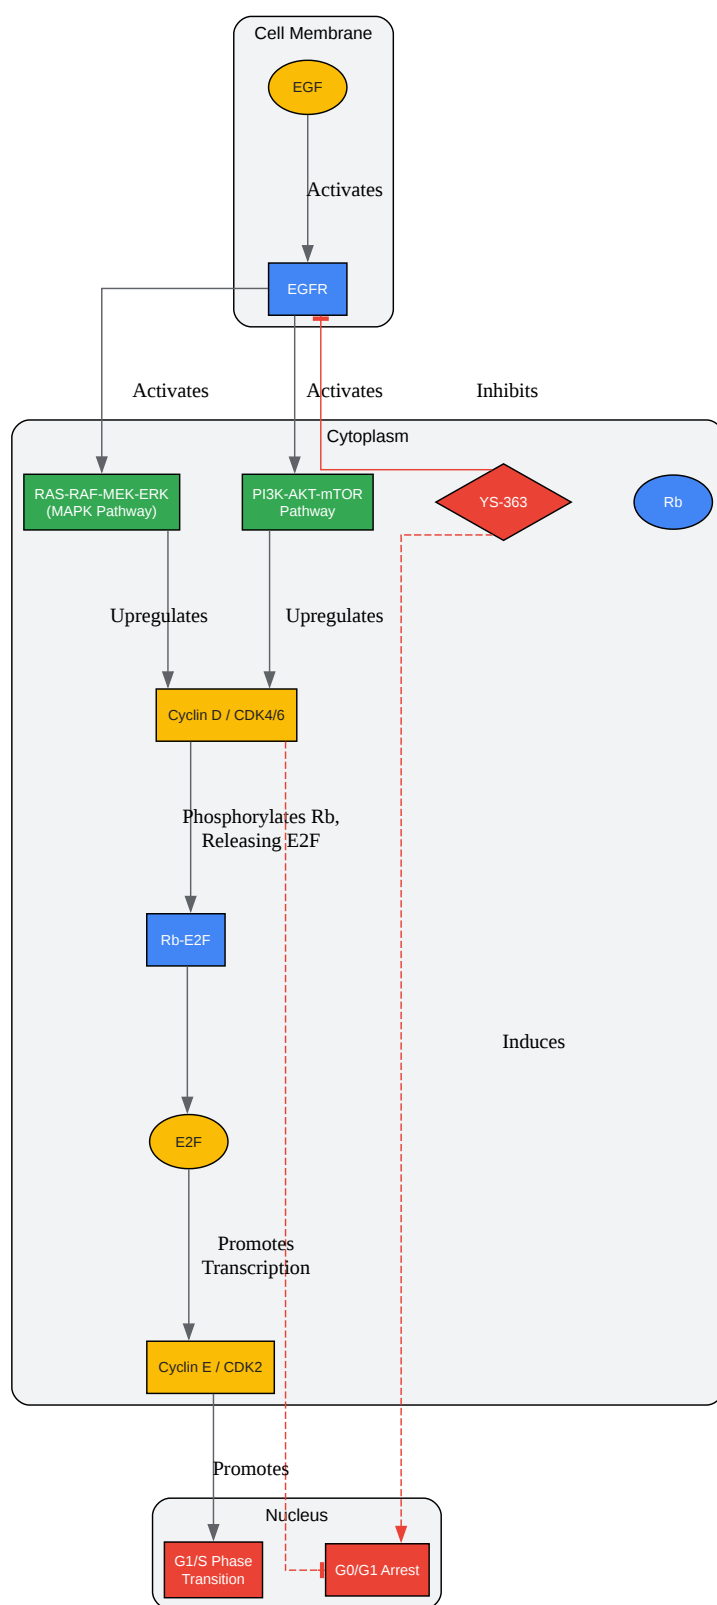 Cell Membrane
EGF
Activates
EGFR
Activates
Activates
Inhibits
Cytoplasm
RAS-RAF-MEK-ERK
(MAPK Pathway)
PI3K-AKT-mTOR
Pathway
YS-363
Rb
Upregulates
Upregulates
Cyclin D / CDK4/6
Phosphorylates Rb,
Releasing E2F
Rb-E2F
Induces
E2F
Promotes
Transcription
Cyclin E / CDK2
Promotes
Nucleus
G1/S Phase
Transition
G0/G1 Arrest